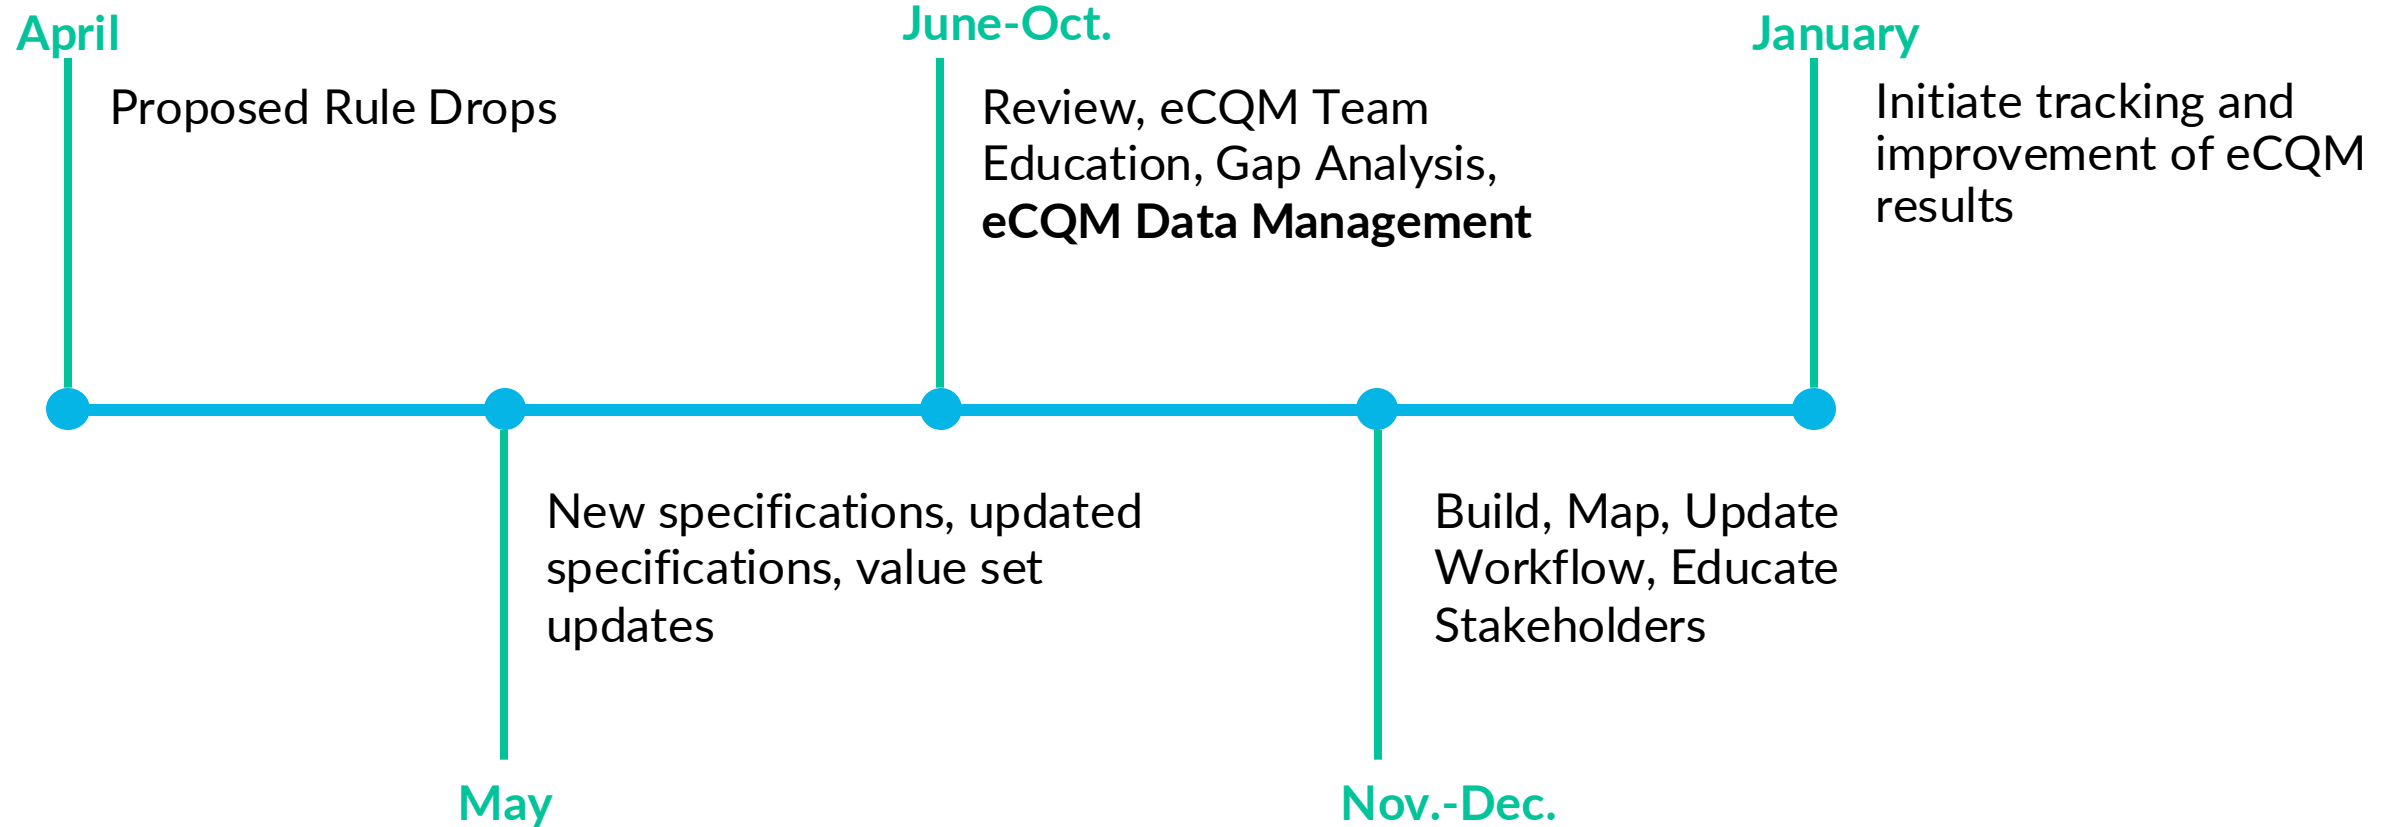 April
Proposed Rule Drops
June-Oct.
Review, eCQM Team
Education, Gap Analysis,
eCQM Data Management
January
Initiate tracking and
improvement of eCQM
results
New specifications, updated
specifications, value set
updates
May
Build, Map, Update
Workflow, Educate
Stakeholders
Nov.-Dec.